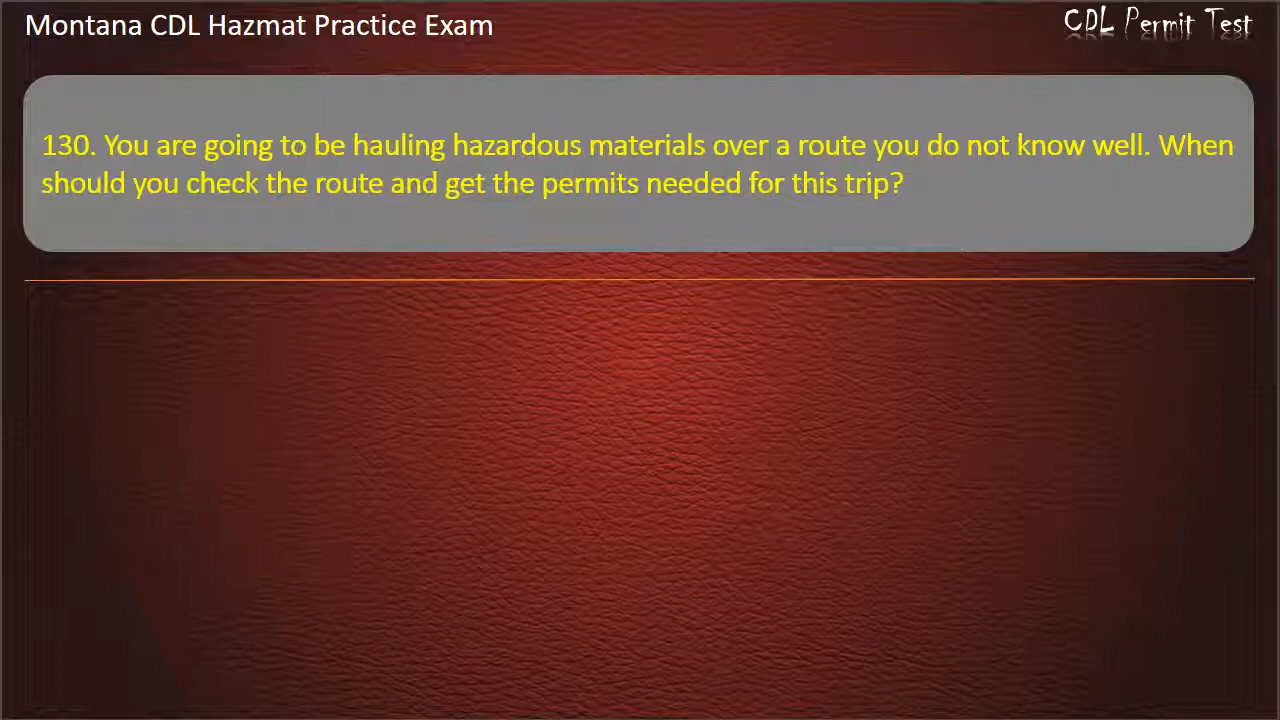 Montana CDL Hazmat Practice Exam
CDL Permit Test
130. You are going to be hauling hazardous materials over a route you do not know well. When
should you check the route and get the permits needed for this trip?